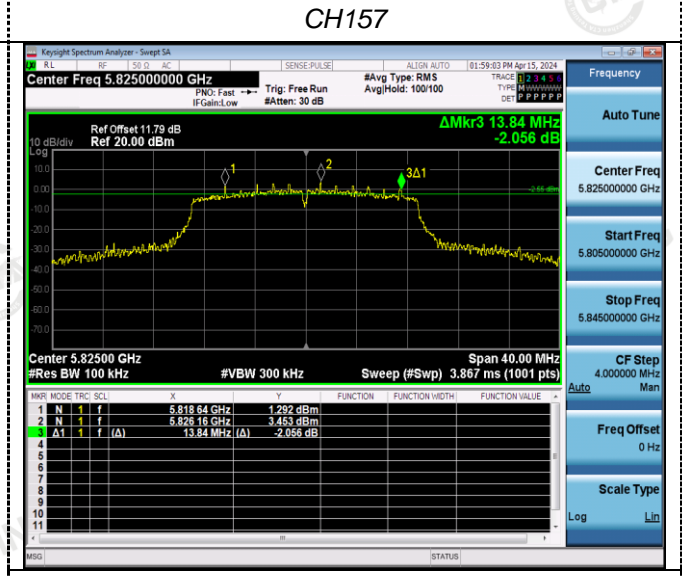 CH157
Keysight Spectrum Analyzer - Swept SA
RL RF 50 Ω AC SENSE:PULSE ALIGN AUTO 01:59:03 PM Apr 15, 2024
Center Freq 5.825000000 GHz
PNO: Fast
IFGain:Low
Trig: Free Run
#Atten: 30 dB
#Avg Type: RMS
Avg|Hold: 100/100
TRACE 1 2 3 4 5 6
TYPE M WWWWW
DET P P P P P P
Frequency
Auto Tune
Center Freq
5.825000000 GHz
Start Freq
5.805000000 GHz
Stop Freq
5.845000000 GHz
CF Step
4.000000 MHz
Auto Man
Freq Offset
0 Hz
Scale Type
Log Lin
ΔMkr3 13.84 MHz
-2.056 dB
Ref Offset 11.79 dB
10 dB/div Ref 20.00 dBm
Log
10.0
0.00
-10.0
-20.0
-30.0
-40.0
-50.0
-60.0
-70.0
1
2
3Δ1
-2.55 dBm
Center 5.82500 GHz Span 40.00 MHz
#Res BW 100 kHz #VBW 300 kHz Sweep (#Swp) 3.867 ms (1001 pts)
MKR MODE TRC SCL X Y FUNCTION FUNCTION WIDTH FUNCTION VALUE
1 N 1 f 5.818 64 GHz 1.292 dBm
2 N 1 f 5.826 16 GHz 3.453 dBm
3 Δ1 1 f (Δ) 13.84 MHz (Δ) -2.056 dB
4
5
6
7
8
9
10
11
MSG STATUS